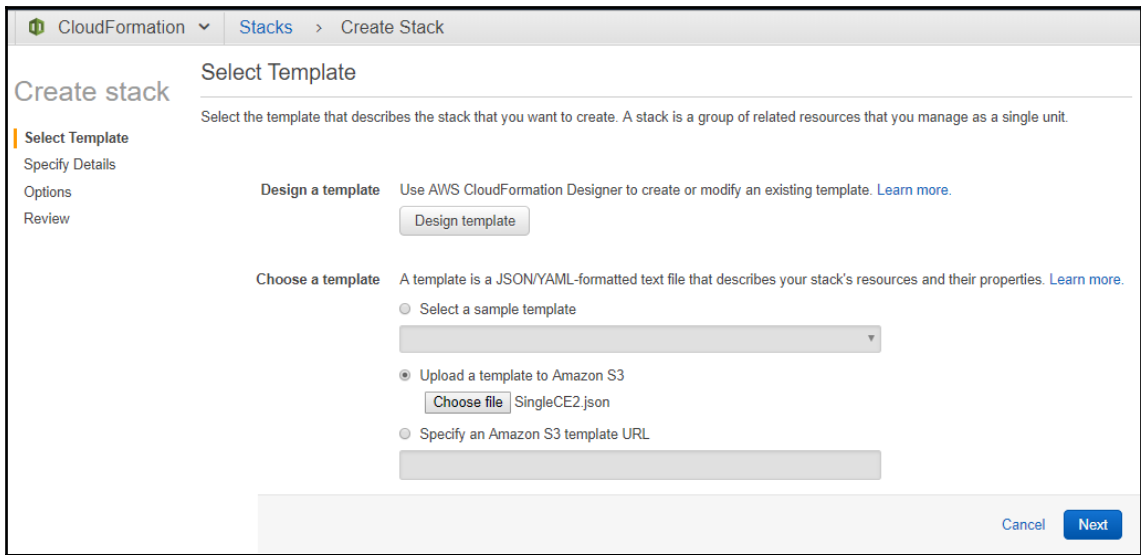 CloudFormation Stacks > Create Stack
Create stack
Select Template
Specify Details
Options
Review
Select Template
Select the template that describes the stack that you want to create. A stack is a group of related resources that you manage as a single unit.
Design a template Use AWS CloudFormation Designer to create or modify an existing template. Learn more.
Design template
Choose a template A template is a JSON/YAML-formatted text file that describes your stack's resources and their properties. Learn more.
Select a sample template
Upload a template to Amazon S3
Choose file SingleCE2.json
Specify an Amazon S3 template URL
Cancel Next